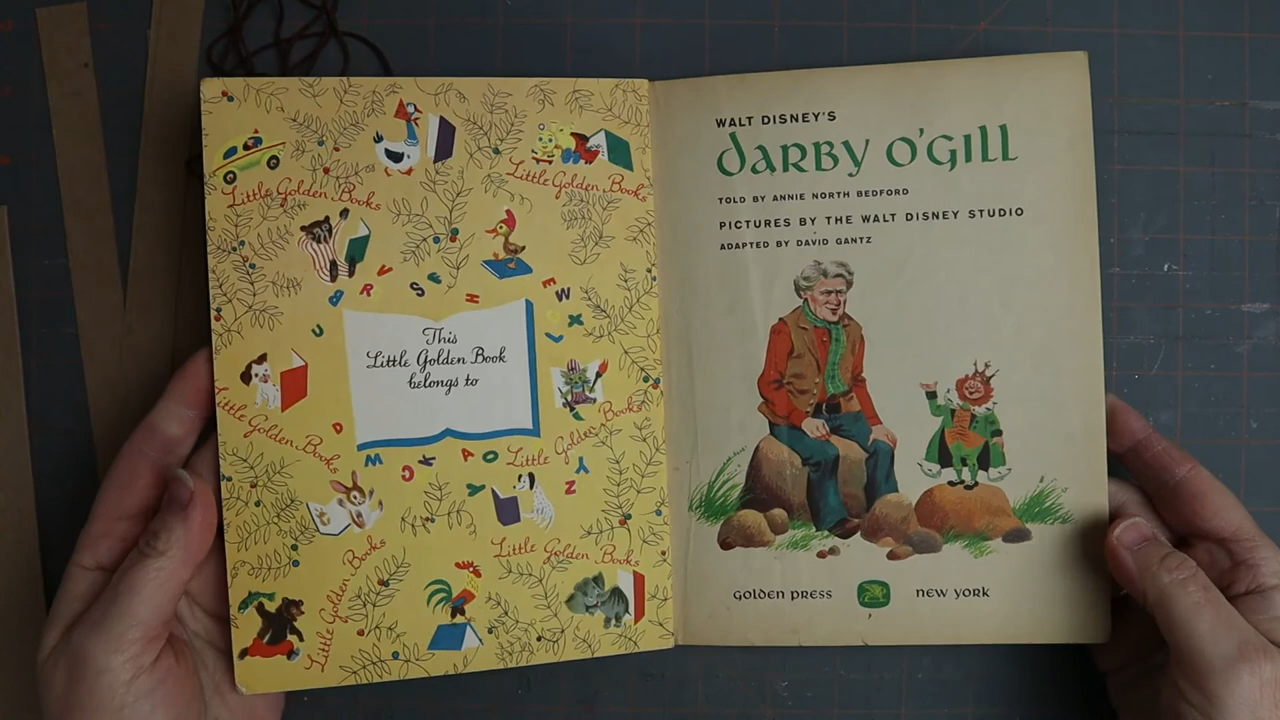 Little Golden Books
Little Golden Books
B R V S F H E W X
U
This
Little Golden Book
belongs to
Little Golden Books
Little Golden Books
D
W C K A O Y Y Z
Little Golden Books
Little Golden Books
WALT DISNEY'S
DARBY O'GILL
TOLD BY ANNIE NORTH BEDFORD
PICTURES BY THE WALT DISNEY STUDIO
ADAPTED BY DAVID GANTZ
GOLDEN PRESS NEW YORK